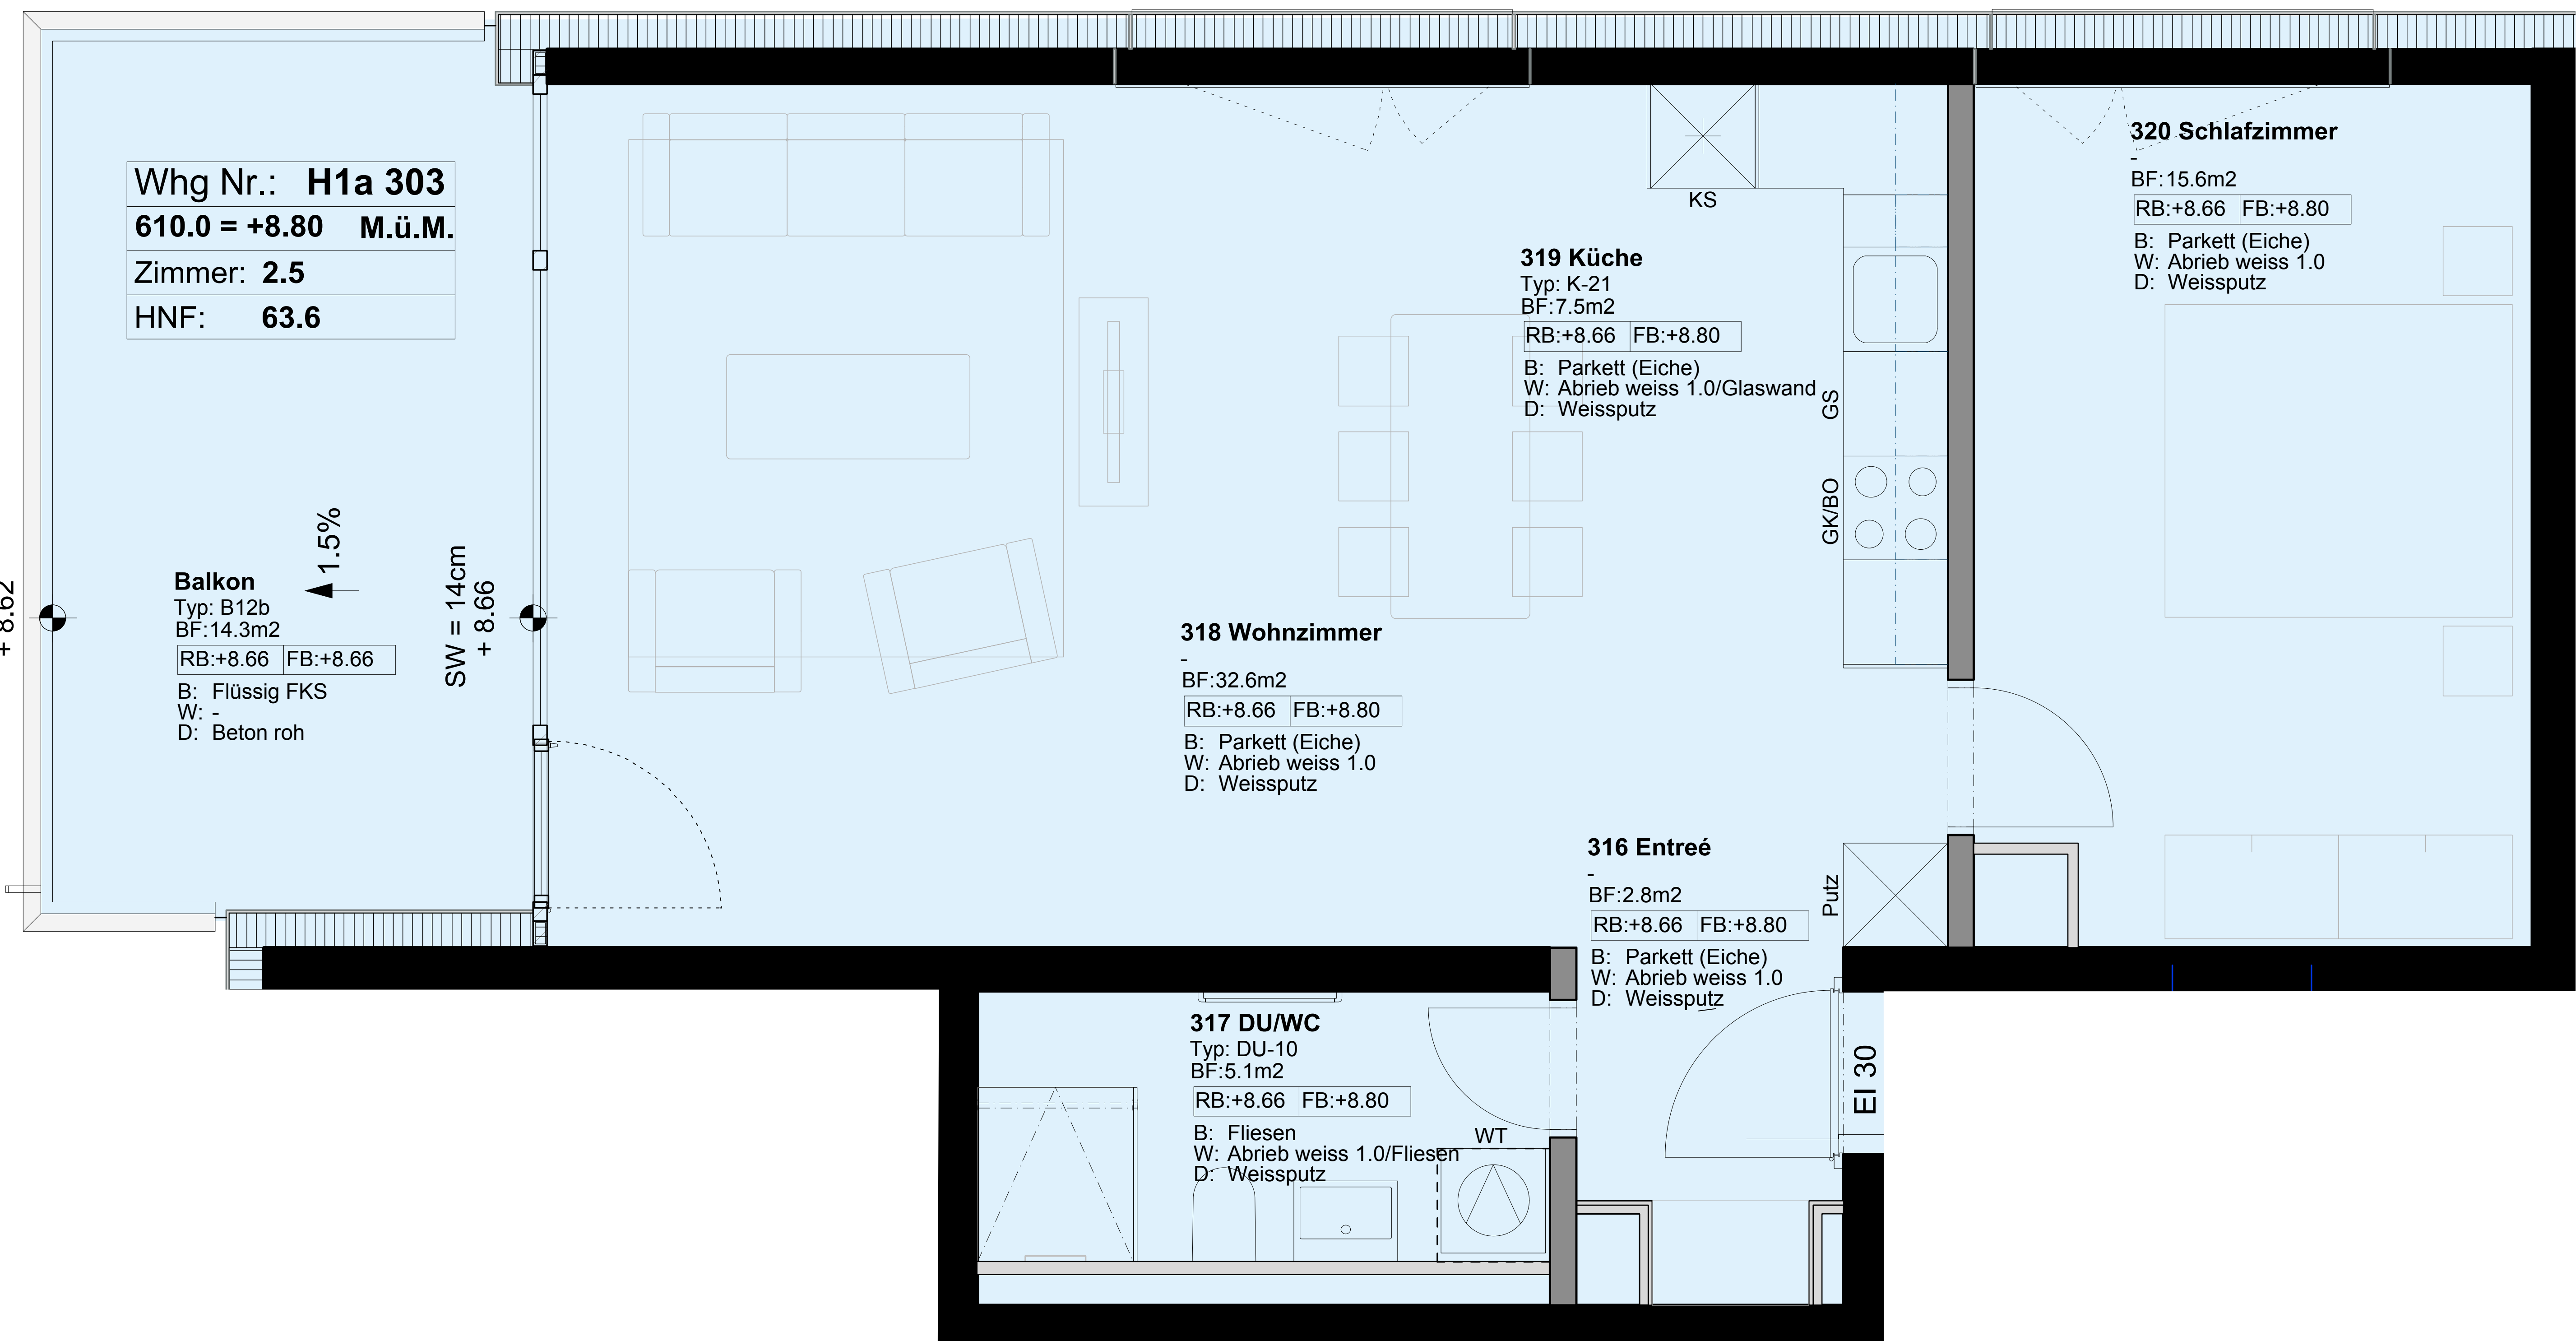 Whg Nr.: H1a 303
610.0 = +8.80 M.ü.M.
Zimmer: 2.5
HNF: 63.6
+ 8.62
Balkon
Typ: B12b
BF:14.3m2
RB:+8.66 FB:+8.66
B: Flüssig FKS
W: -
D: Beton roh
1.5%
SW = 14cm
+ 8.66
318 Wohnzimmer
-
BF:32.6m2
RB:+8.66 FB:+8.80
B: Parkett (Eiche)
W: Abrieb weiss 1.0
D: Weissputz
KS
319 Küche
Typ: K-21
BF:7.5m2
RB:+8.66 FB:+8.80
B: Parkett (Eiche)
W: Abrieb weiss 1.0/Glaswand
D: Weissputz
GS
GK/BO
320 Schlafzimmer
-
BF:15.6m2
RB:+8.66 FB:+8.80
B: Parkett (Eiche)
W: Abrieb weiss 1.0
D: Weissputz
316 Entreé
-
BF:2.8m2
RB:+8.66 FB:+8.80
B: Parkett (Eiche)
W: Abrieb weiss 1.0
D: Weissputz
Putz
EI 30
317 DU/WC
Typ: DU-10
BF:5.1m2
RB:+8.66 FB:+8.80
B: Fliesen
W: Abrieb weiss 1.0/Fliesen
D: Weissputz
WT